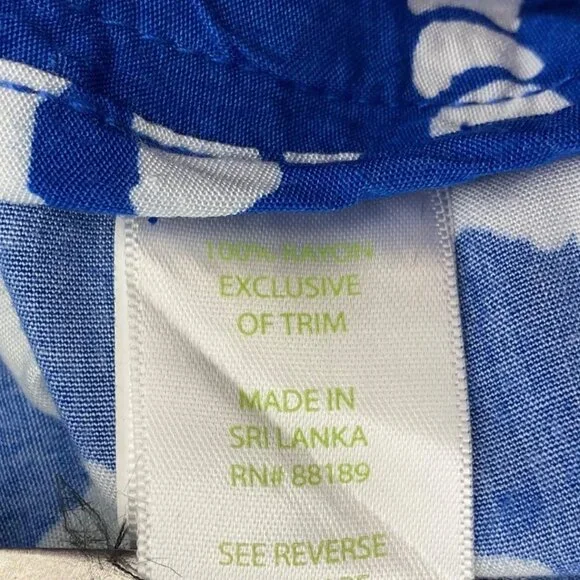 100% RAYON
EXCLUSIVE
OF TRIM
MADE IN
SRI LANKA
RN# 88189
SEE REVERSE